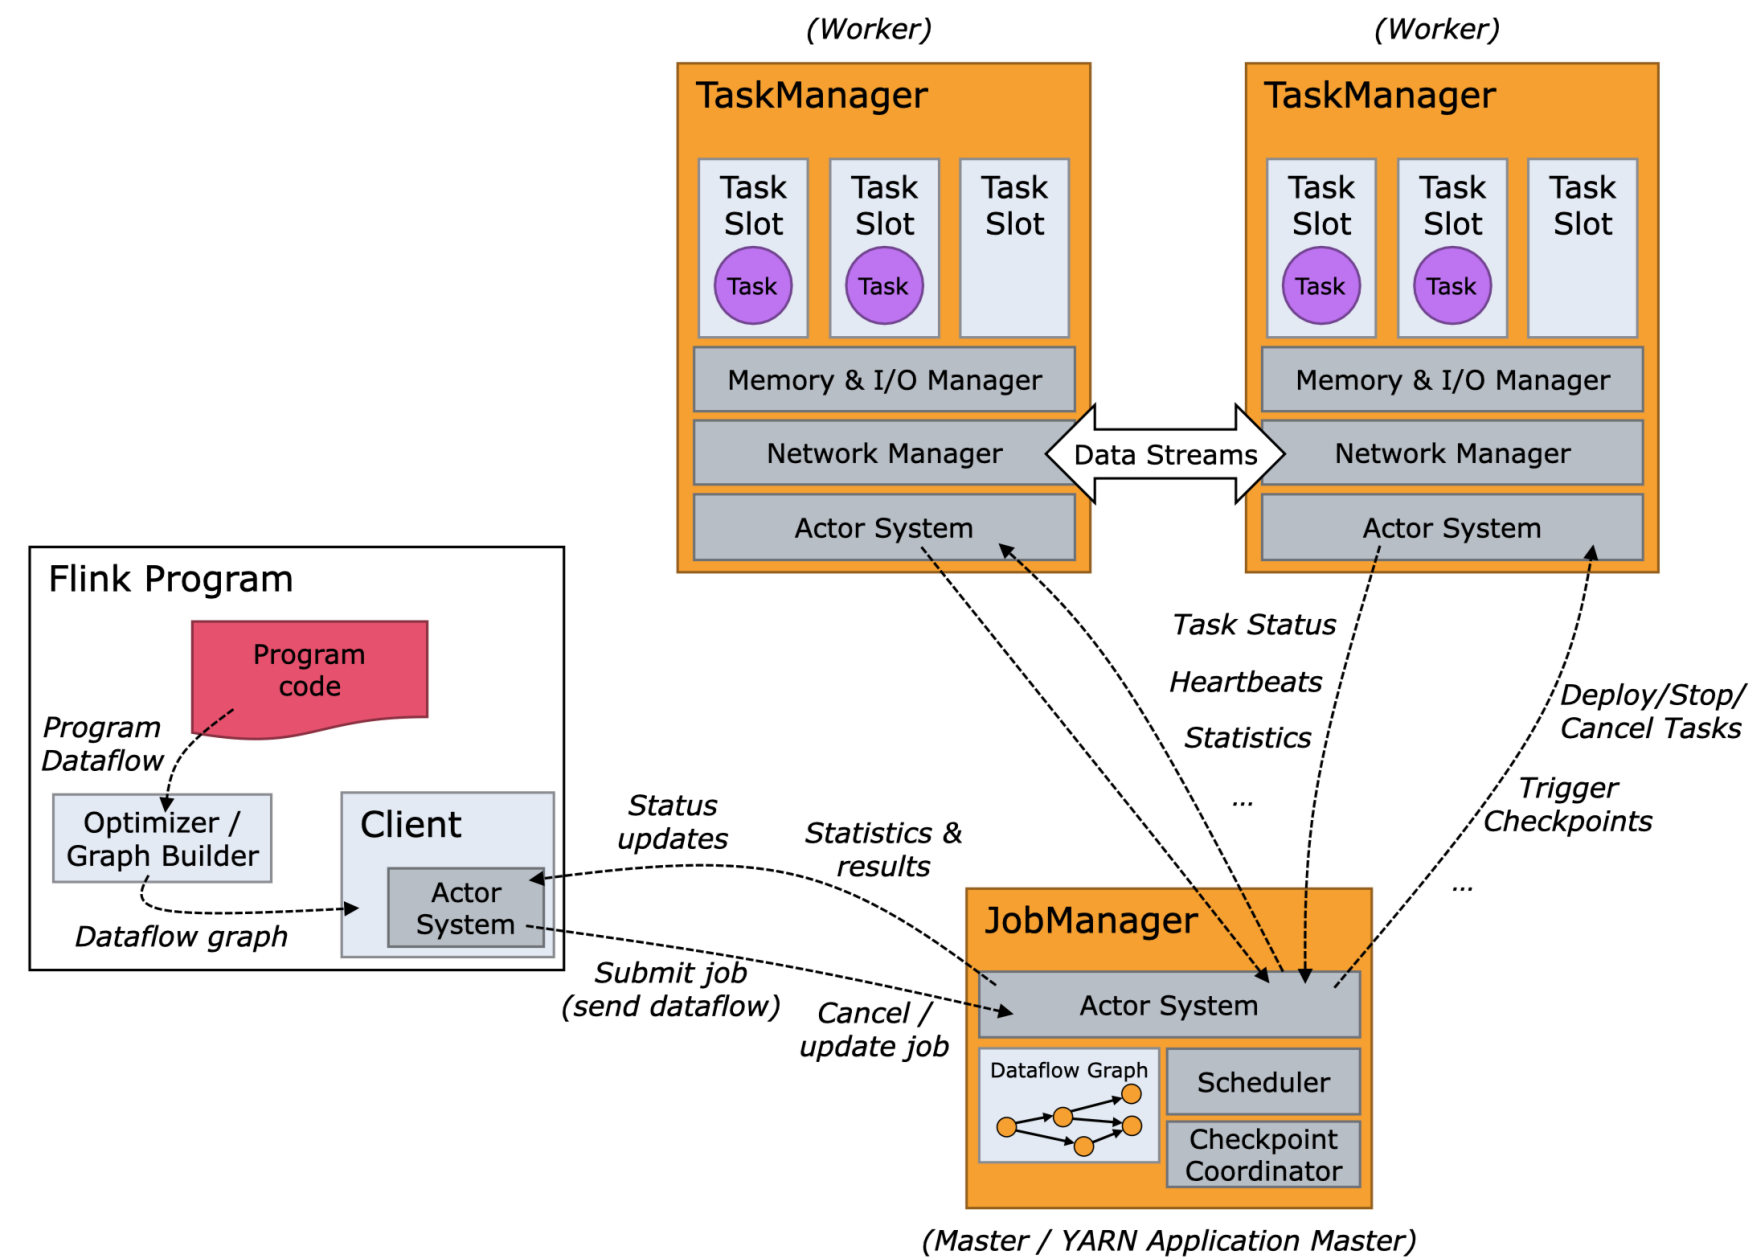 (Worker)
(Worker)
TaskManager
Task
Slot
Task
Task
Slot
Task
Task
Slot
Memory & I/O Manager
Network Manager
Actor System
TaskManager
Task
Slot
Task
Task
Slot
Task
Task
Slot
Memory & I/O Manager
Network Manager
Actor System
Data Streams
Flink Program
Program
code
Program
Dataflow
Optimizer /
Graph Builder
Dataflow graph
Client
Actor
System
Status
updates
Statistics &
results
Submit job
(send dataflow)
Cancel /
update job
Task Status
Heartbeats
Statistics
...
Deploy/Stop/
Cancel Tasks
Trigger
Checkpoints
...
JobManager
Actor System
Dataflow Graph
Scheduler
Checkpoint
Coordinator
(Master / YARN Application Master)